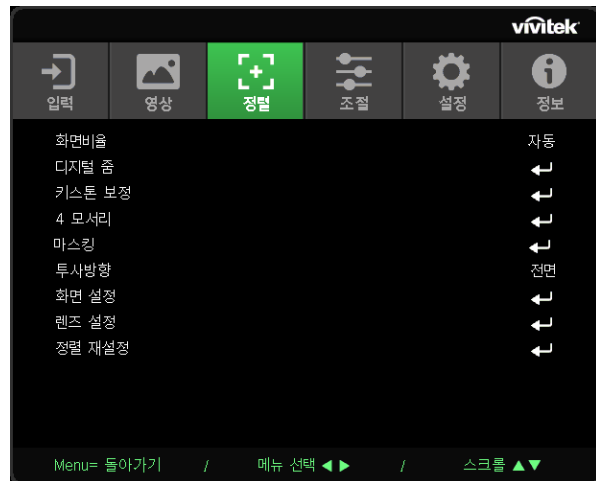 vivitek
입력 영상 정렬 조절 설정 정보
화면비율 자동
디지털 줌
키스톤 보정
4 모서리
마스킹
투사방향 전면
화면 설정
렌즈 설정
정렬 재설정
Menu= 돌아가기 / 메뉴 선택 ◀ ▶ / 스크롤 ▲▼